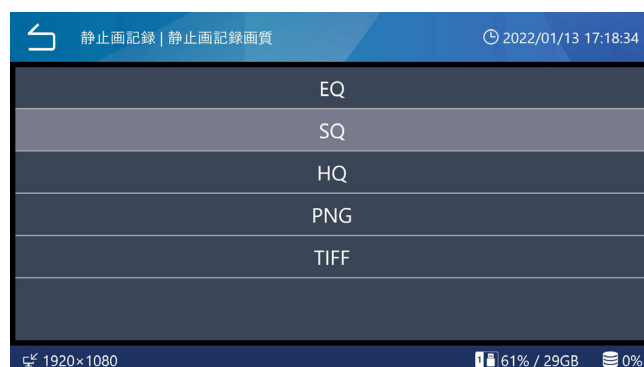 静止画記録 | 静止画記録画質 2022/01/13 17:18:34
EQ
SQ
HQ
PNG
TIFF
1920×1080 1 61% / 29GB 0%